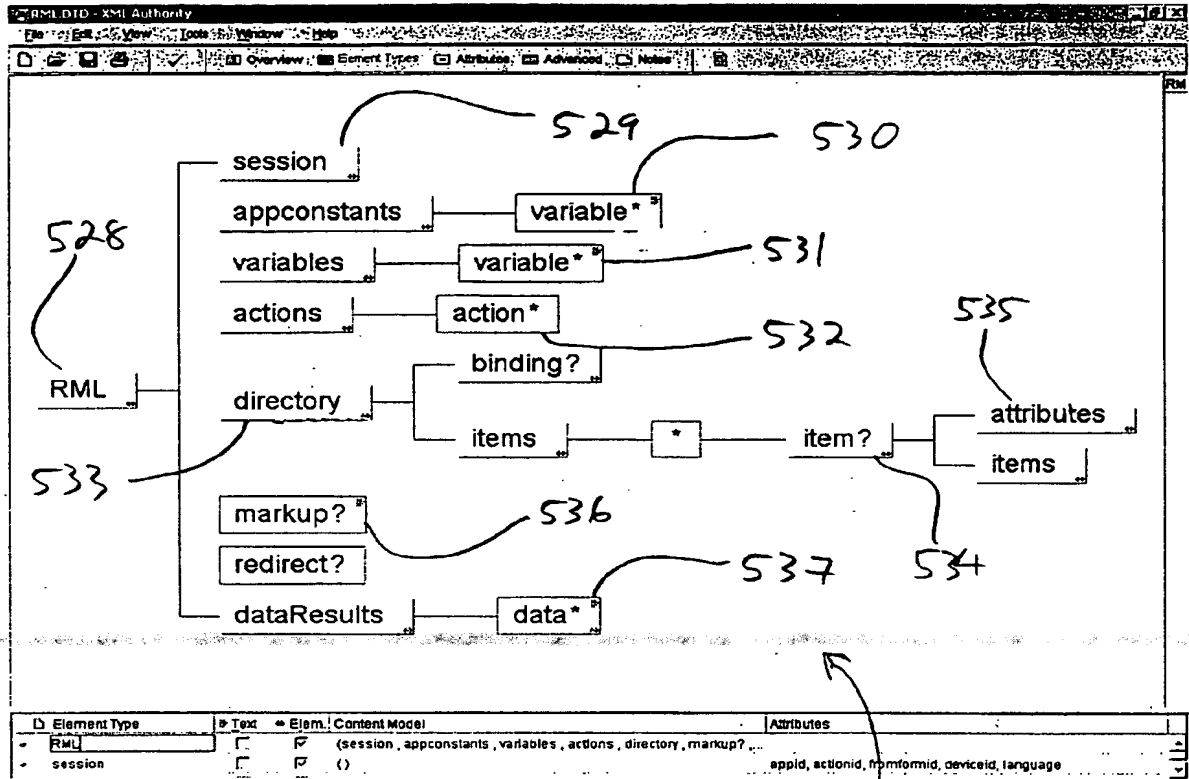 RML.DTD - XML Authority
File Edit View Tools Window Help
Overview Element Types Attributes Advanced Notes
RM
529
530
session
528
appconstants variable*
variables variable* 531
actions action*
535
532
binding?
RML
directory
attributes
items * item?
items
533
markup? 536
redirect?
537 534
dataResults data*
Element Type Text Elem. Content Model Attributes
RML (session , appconstants , variables , actions , directory , markup? , ...
session () appid, actionid, fromformid, deviceid, language